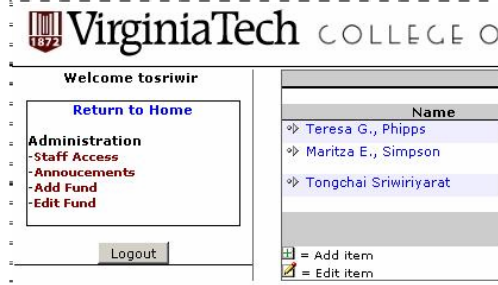 1872 VirginiaTech COLLEGE O
Welcome tosriwir
Return to Home
Administration
-Staff Access
-Annoucements
-Add Fund
-Edit Fund
Logout
Name
Teresa G., Phipps
Maritza E., Simpson
Tongchai Sriwiriyarat
= Add item
= Edit item